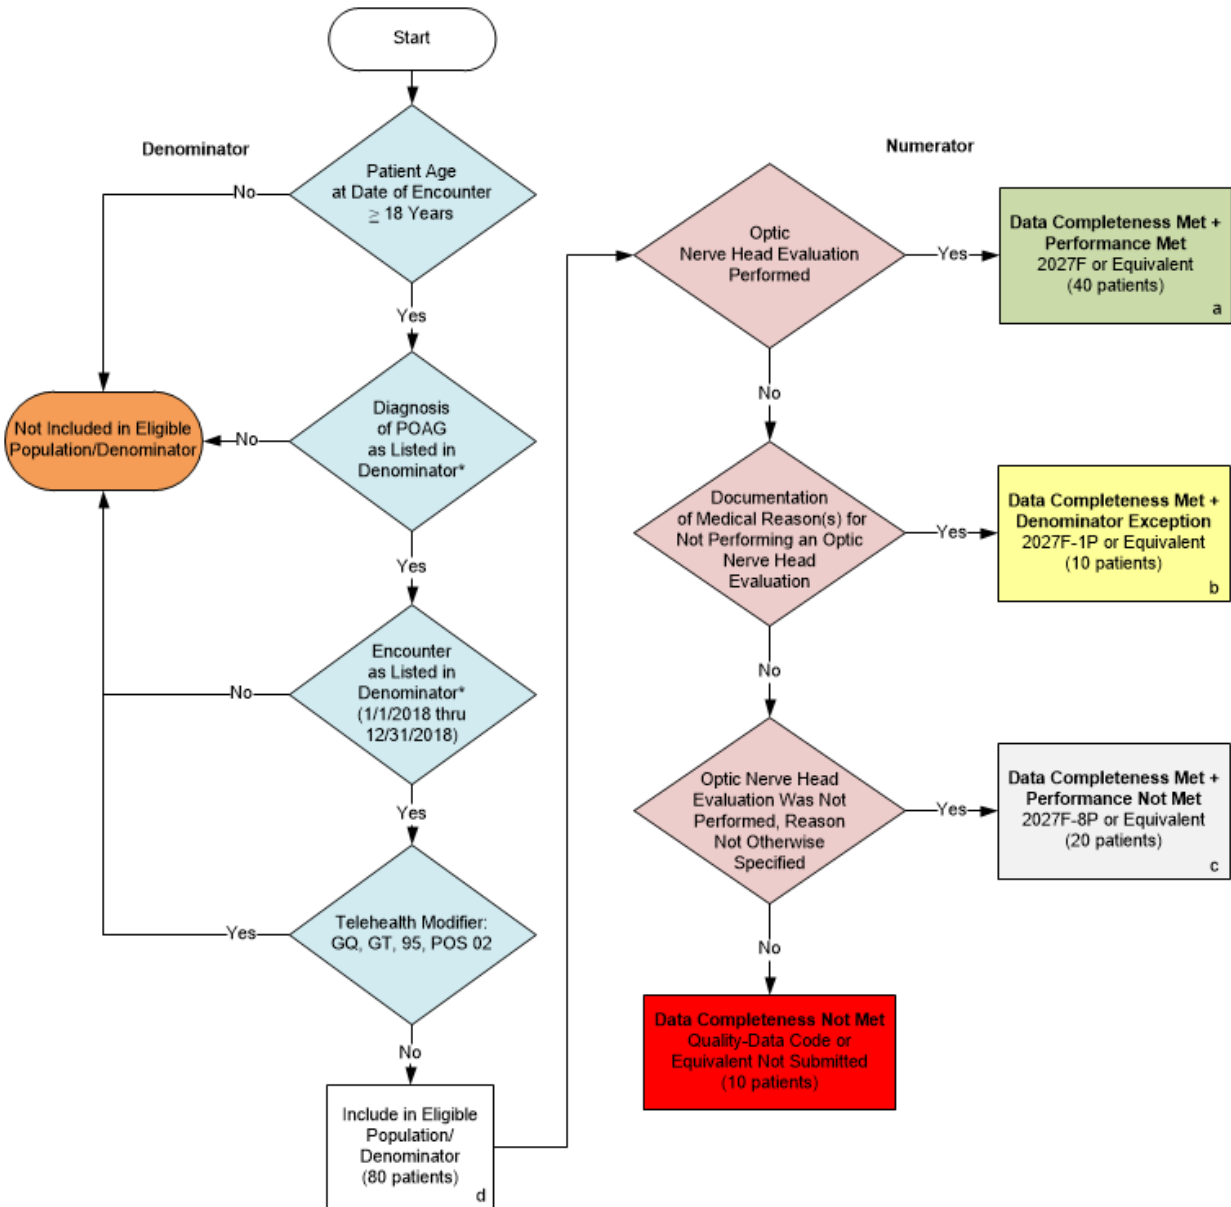 Start
Denominator
Patient Age
at Date of Encounter
≥ 18 Years
No
Yes
Not Included in Eligible
Population/Denominator
No
Diagnosis
of POAG
as Listed in
Denominator*
Yes
Encounter
as Listed in
Denominator*
(1/1/2018 thru
12/31/2018)
No
Yes
Telehealth Modifier:
GQ, GT, 95, POS 02
Yes
No
Include in Eligible
Population/
Denominator
(80 patients)
d
Numerator
Optic
Nerve Head Evaluation
Performed
Yes
Data Completeness Met +
Performance Met
2027F or Equivalent
(40 patients)
a
No
Documentation
of Medical Reason(s) for
Not Performing an Optic
Nerve Head
Evaluation
Yes
Data Completeness Met +
Denominator Exception
2027F-1P or Equivalent
(10 patients)
b
No
Optic Nerve Head
Evaluation Was Not
Performed, Reason
Not Otherwise
Specified
Yes
Data Completeness Met +
Performance Not Met
2027F-8P or Equivalent
(20 patients)
c
No
Data Completeness Not Met
Quality-Data Code or
Equivalent Not Submitted
(10 patients)